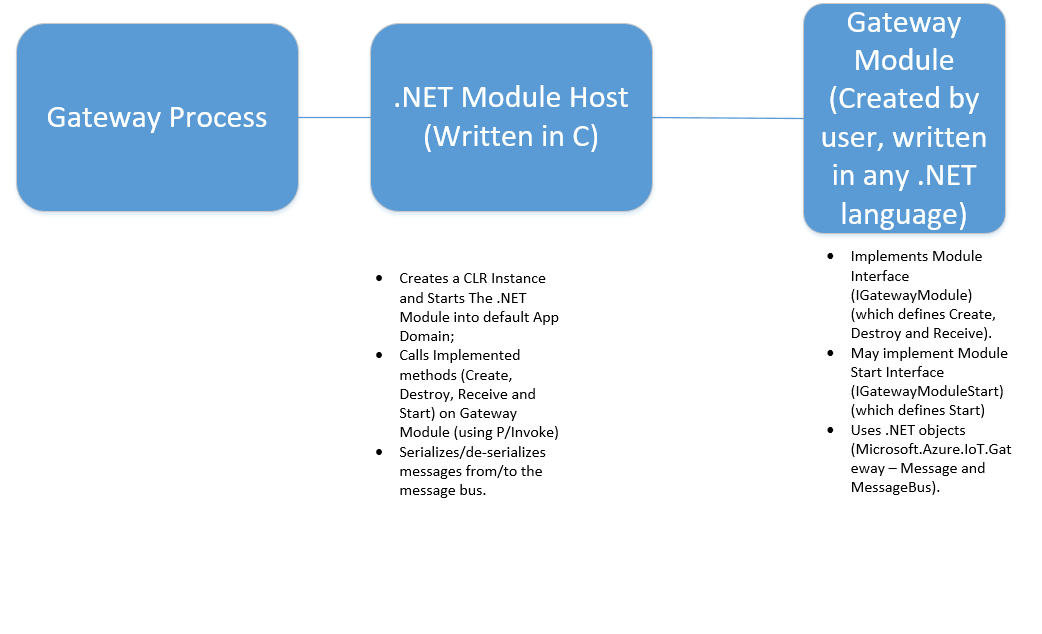 Gateway Process
.NET Module Host
(Written in C)
Gateway
Module
(Created by
user, written
in any .NET
language)
• Creates a CLR Instance
and Starts The .NET
Module into default App
Domain;
• Calls Implemented
methods (Create,
Destroy, Receive and
Start) on Gateway
Module (using P/Invoke)
• Serializes/de-serializes
messages from/to the
message bus.
• Implements Module
Interface
(IGatewayModule)
(which defines Create,
Destroy and Receive).
• May implement Module
Start Interface
(IGatewayModuleStart)
(which defines Start)
• Uses .NET objects
(Microsoft.Azure.IoT.Gat
eway – Message and
MessageBus).